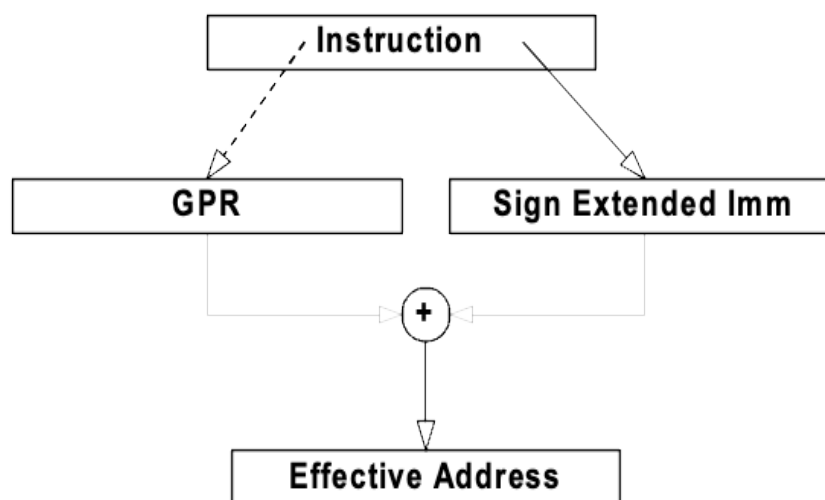 Instruction
GPR
Sign Extended Imm
+
Effective Address